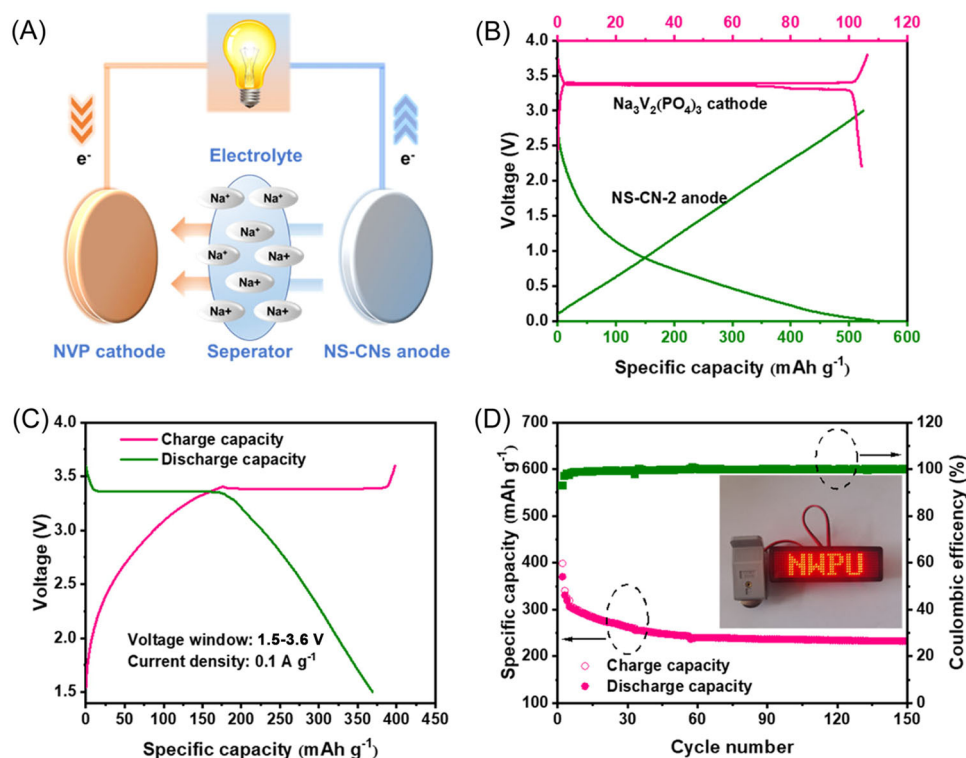 (A)
e-
e-
Electrolyte
Na+
Na+
Na+
Na+
Na+
Na+
Na+
Na+
NVP cathode
Seperator
NS-CNs anode
(B)
0 20 40 60 80 100 120
4.0
3.5
3.0
2.5
2.0
1.5
1.0
0.5
0.0
Voltage (V)
Na3V2(PO4)3 cathode
NS-CN-2 anode
0 100 200 300 400 500 600
Specific capacity (mAh g-1)
(C)
4.0
3.5
3.0
2.5
2.0
1.5
Voltage (V)
Charge capacity
Discharge capacity
Voltage window: 1.5-3.6 V
Current density: 0.1 A g-1
0 50 100 150 200 250 300 350 400 450
Specific capacity (mAh g-1)
(D)
700
600
500
400
300
200
100
Specific capacity (mAh g-1)
NWPU
Charge capacity
Discharge capacity
120
100
80
60
40
20
0
Coulombic efficency (%)
0 30 60 90 120 150
Cycle number